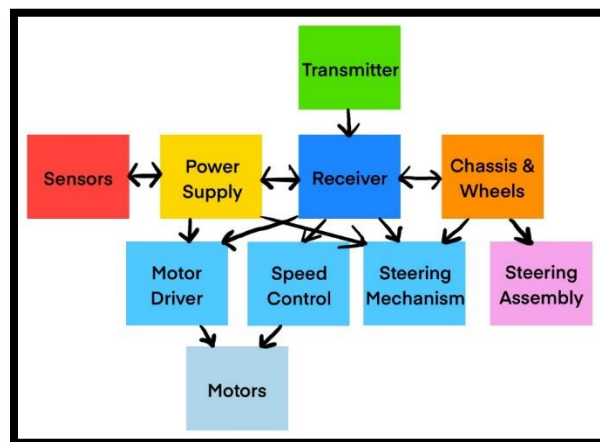 Transmitter
Sensors
Power
Supply
Receiver
Chassis &
Wheels
Motor
Driver
Speed
Control
Steering
Mechanism
Steering
Assembly
Motors